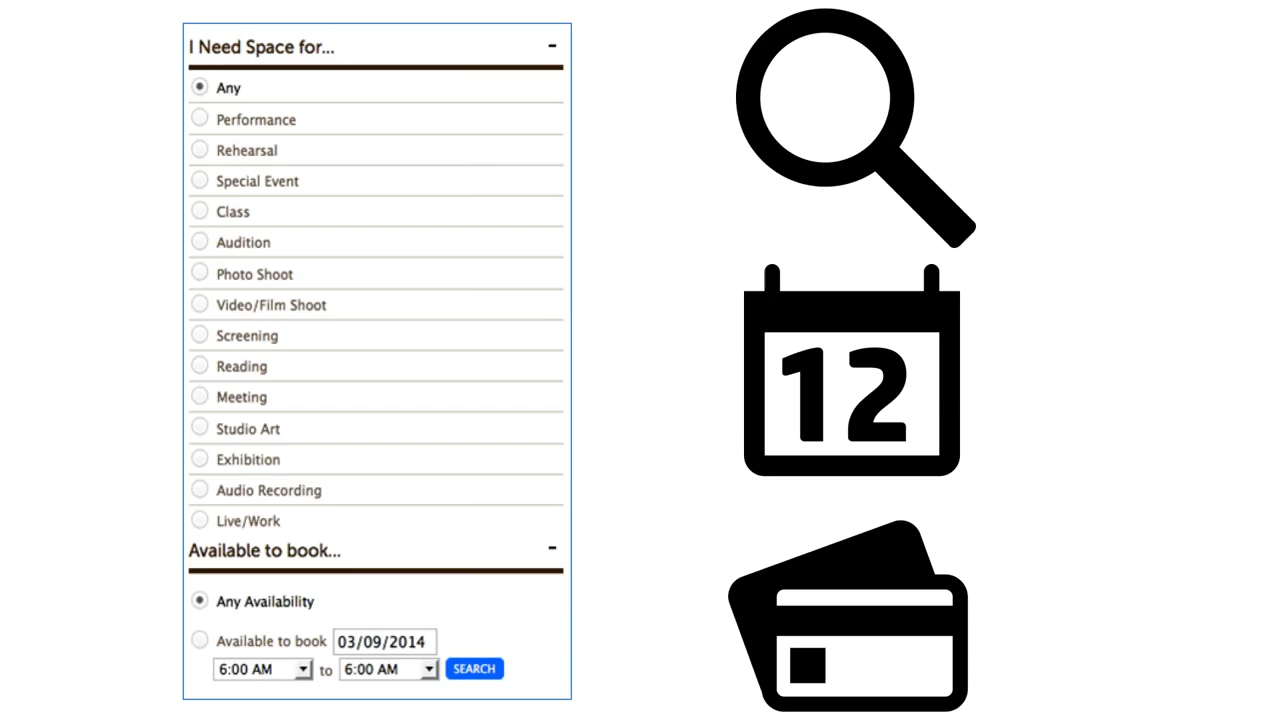 I Need Space for... -
Any
Performance
Rehearsal
Special Event
Class
Audition
Photo Shoot
Video/Film Shoot
Screening
Reading
Meeting
Studio Art
Exhibition
Audio Recording
Live/Work
Available to book... -
Any Availability
Available to book 03/09/2014
6:00 AM to 6:00 AM SEARCH
12